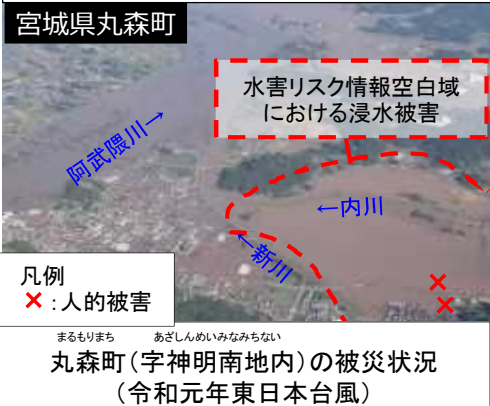 宮城県丸森町
水害リスク情報空白域
における浸水被害
阿武隈川→
←内川
←新川
凡例
×：人的被害
まるもりまち あざしんめいみなみちない
丸森町（字神明南地内）の被災状況
（令和元年東日本台風）